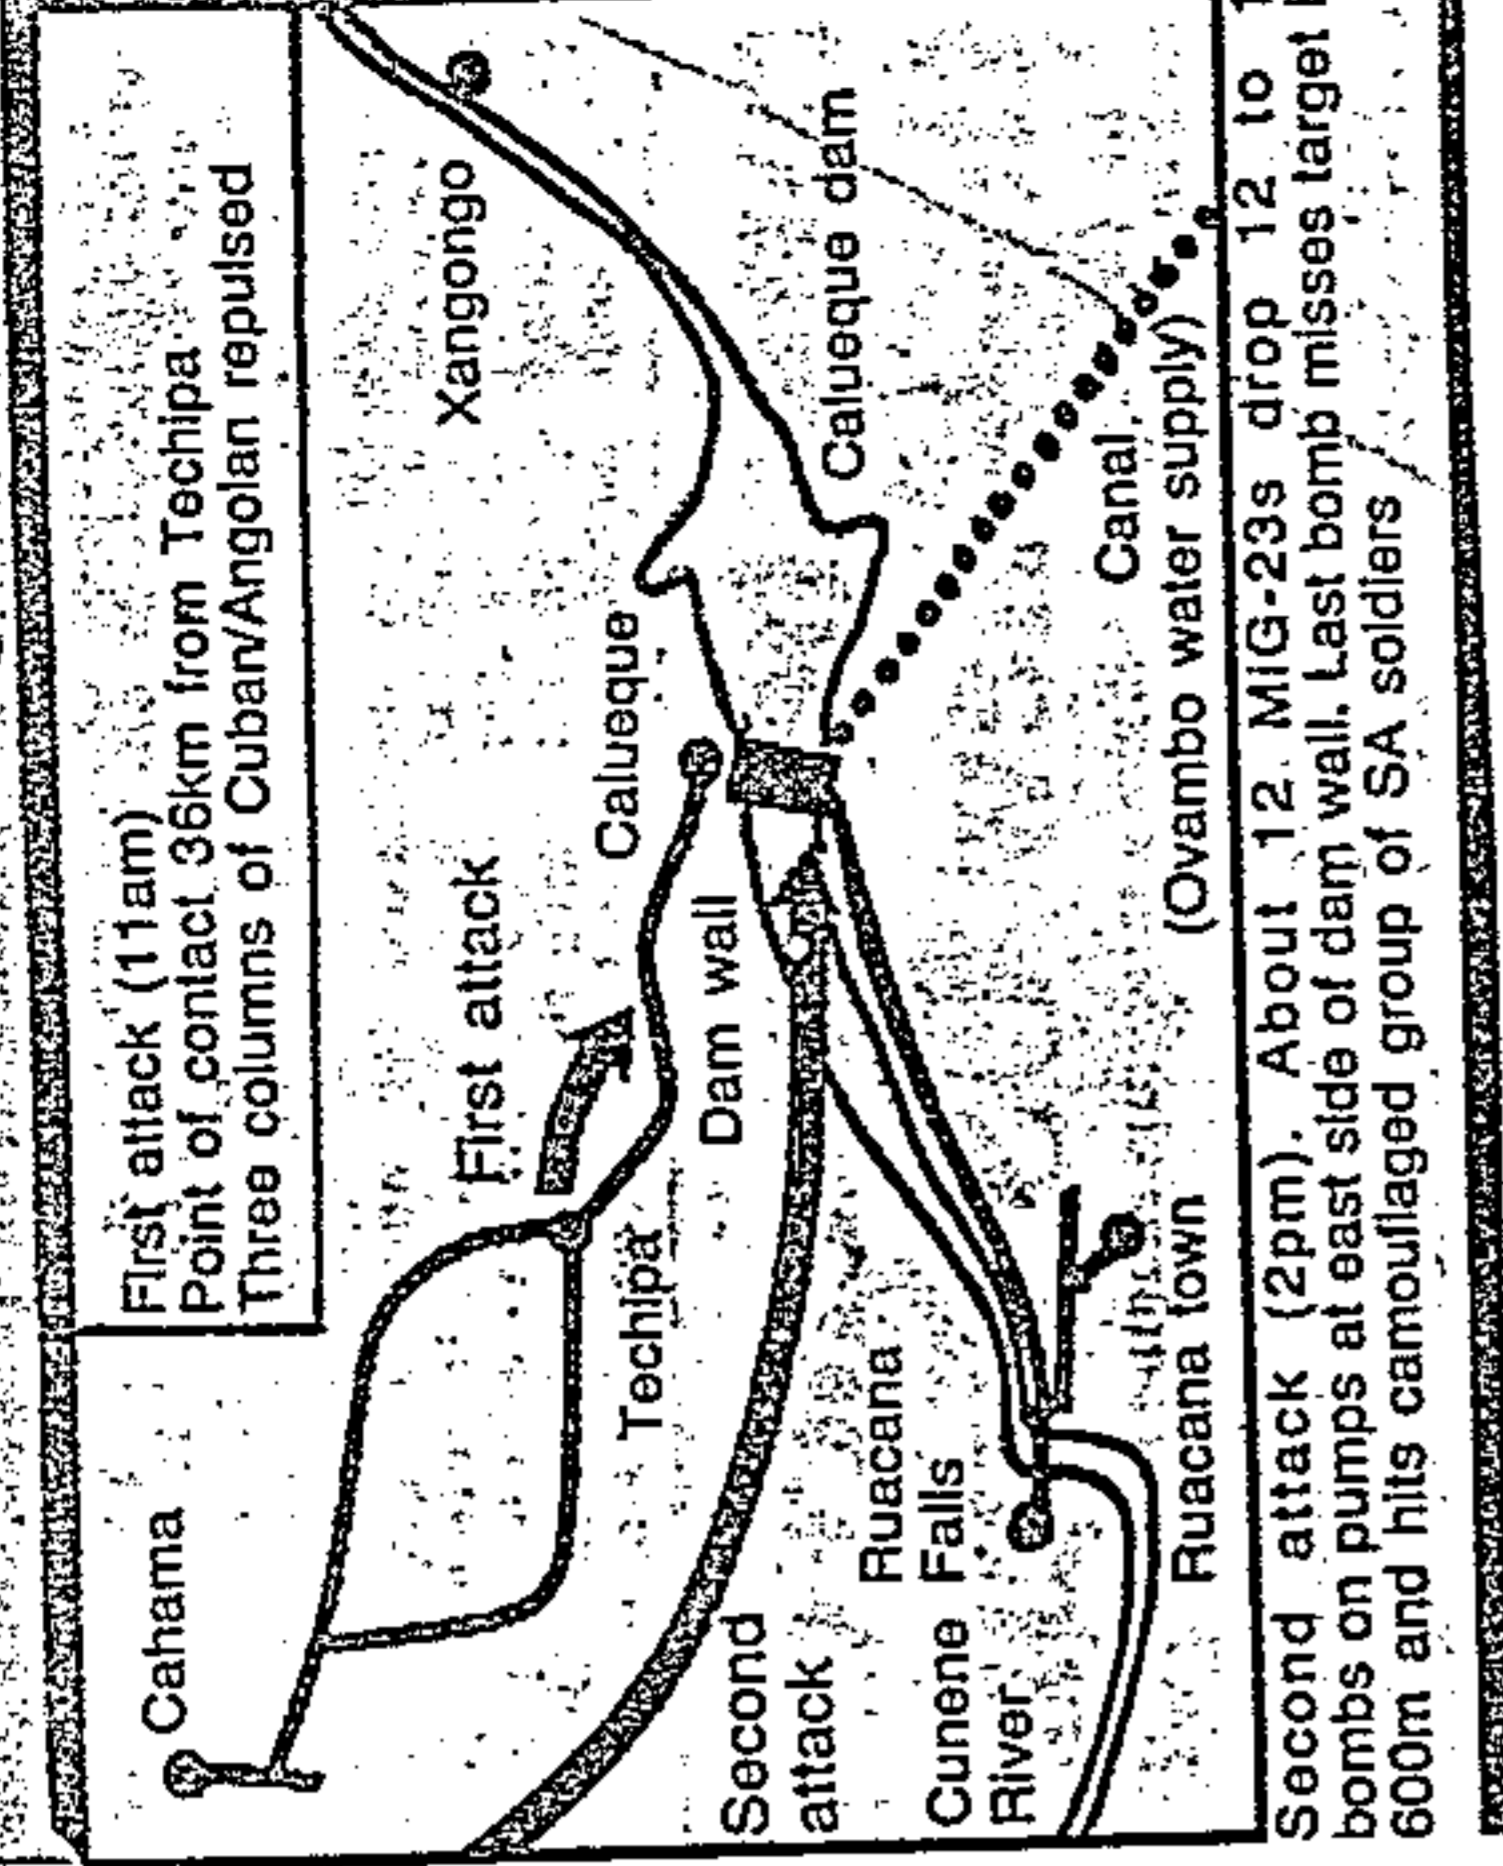 First attack (11am)
Point of contact 36km from Techipa
Three columns of Cuban/Angolan repulsed
Cahama
Xangongo
First attack
Techipa
Calueque
Dam wall
Calueque dam
Second
attack
Ruacana
Falls
Cunene
River
Canal
(Ovambo water supply)
Ruacana town
Second attack (2pm). About 12 MiG-23s drop 12 to
bombs on pumps at east side of dam wall. Last bomb misses target
600m and hits camouflaged group of SA soldiers